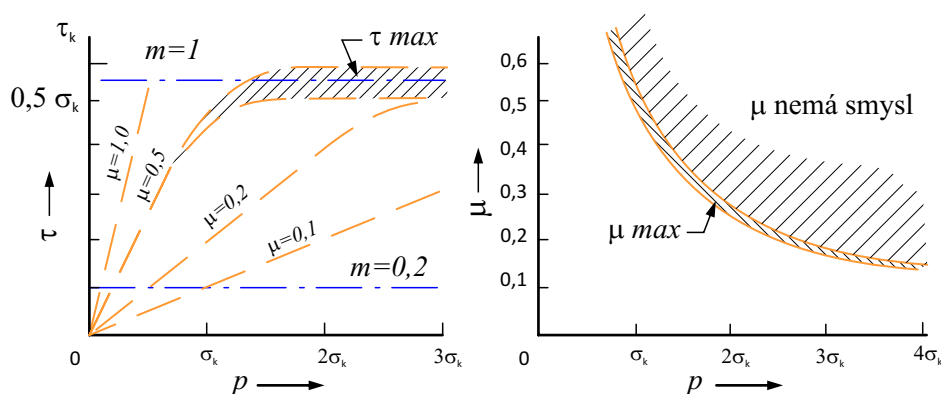 τk
m=1
τ max
0,5 σk
μ=1,0
μ=0,5
μ=0,2
μ=0,1
m=0,2
τ
0
σk
2σk
3σk
p
0,6
0,5
0,4
0,3
0,2
0,1
μ
μ nemá smysl
μ max
0
σk
2σk
3σk
4σk
p